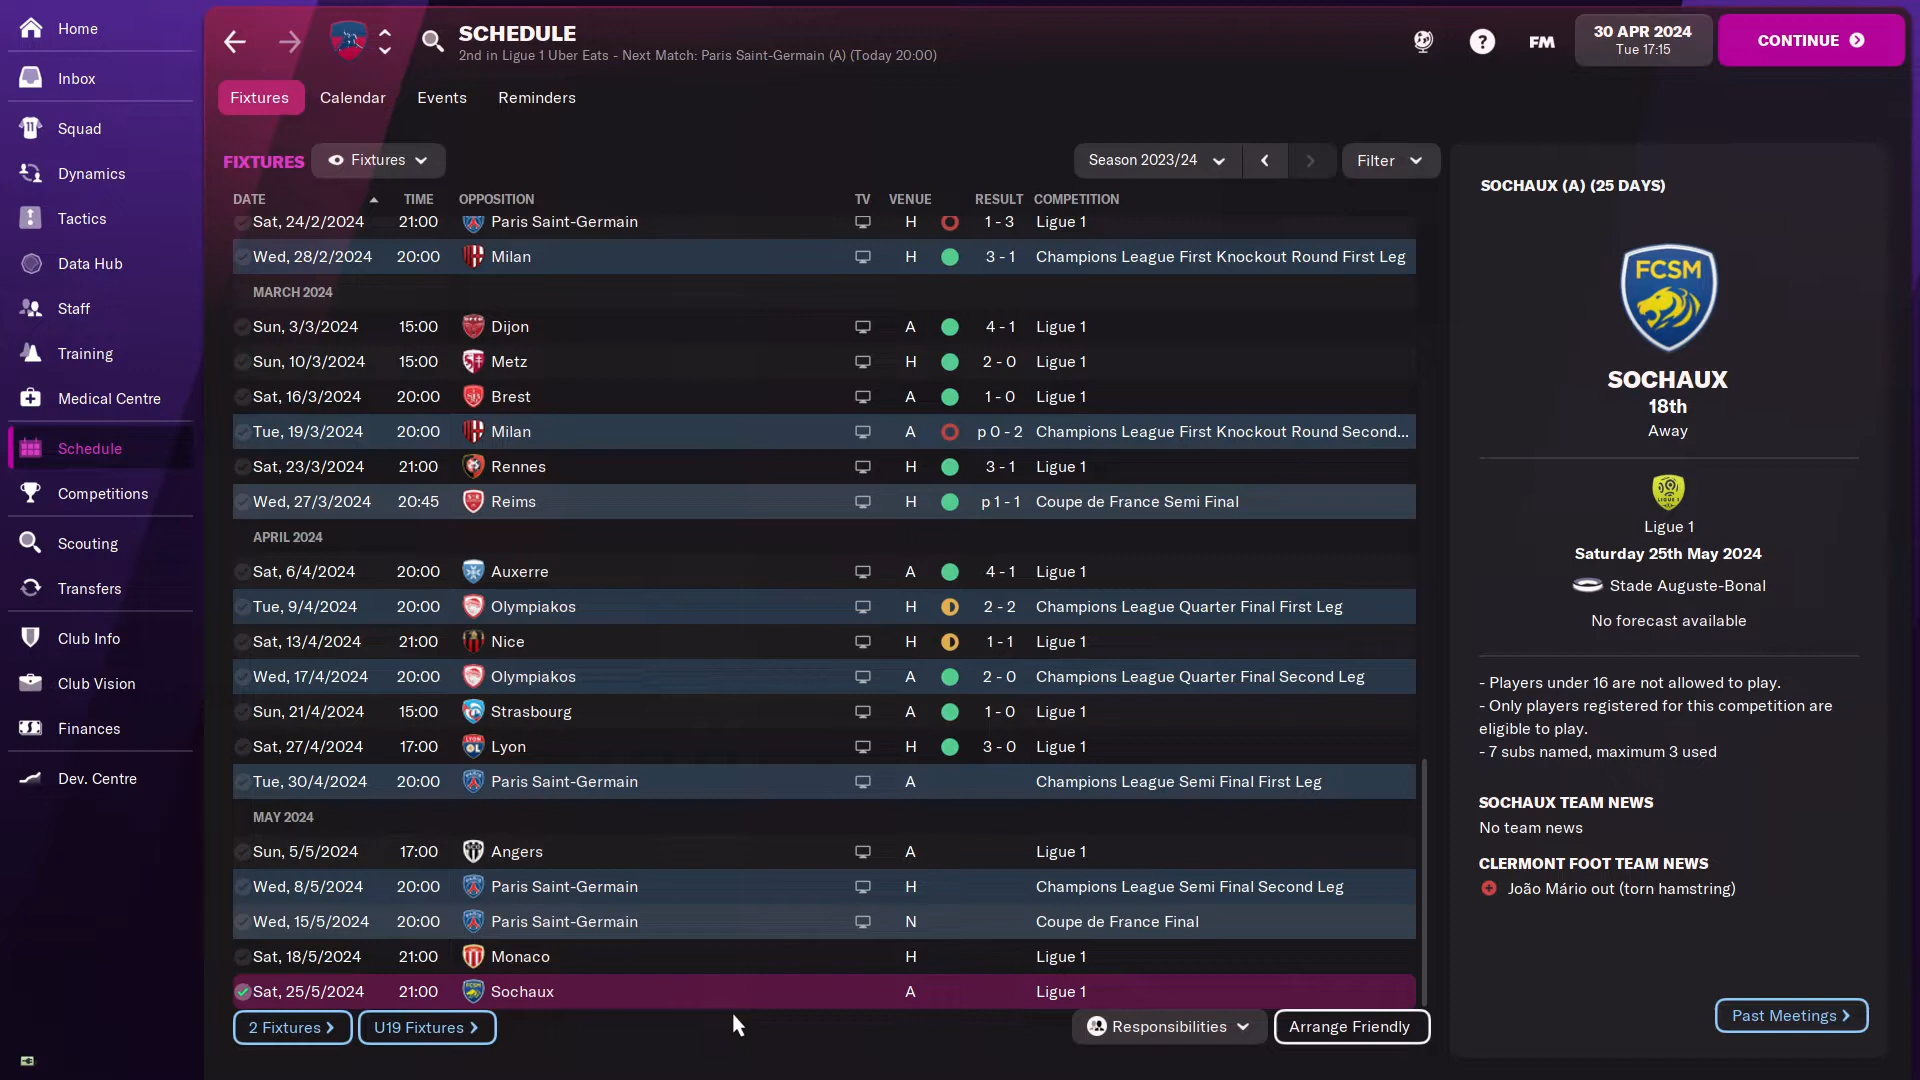 Home
Inbox
Squad
Dynamics
Tactics
Data Hub
Staff
Training
Medical Centre
Schedule
Competitions
Scouting
Transfers
Club Info
Club Vision
Finances
Dev. Centre
SCHEDULE
2nd in Ligue 1 Uber Eats - Next Match: Paris Saint-Germain (A) (Today 20:00)
FM
30 APR 2024
Tue 17:15
CONTINUE
Fixtures Calendar Events Reminders
FIXTURES Fixtures Season 2023/24 Filter
DATE TIME OPPOSITION TV VENUE RESULT COMPETITION
Sat, 24/2/2024 21:00 Paris Saint-Germain H 1 - 3 Ligue 1
Wed, 28/2/2024 20:00 Milan H 3 - 1 Champions League First Knockout Round First Leg
MARCH 2024
Sun, 3/3/2024 15:00 Dijon A 4 - 1 Ligue 1
Sun, 10/3/2024 15:00 Metz H 2 - 0 Ligue 1
Sat, 16/3/2024 20:00 Brest A 1 - 0 Ligue 1
Tue, 19/3/2024 20:00 Milan A p 0 - 2 Champions League First Knockout Round Second...
Sat, 23/3/2024 21:00 Rennes H 3 - 1 Ligue 1
Wed, 27/3/2024 20:45 Reims H p 1 - 1 Coupe de France Semi Final
APRIL 2024
Sat, 6/4/2024 20:00 Auxerre A 4 - 1 Ligue 1
Tue, 9/4/2024 20:00 Olympiakos H 2 - 2 Champions League Quarter Final First Leg
Sat, 13/4/2024 21:00 Nice H 1 - 1 Ligue 1
Wed, 17/4/2024 20:00 Olympiakos A 2 - 0 Champions League Quarter Final Second Leg
Sun, 21/4/2024 15:00 Strasbourg A 1 - 0 Ligue 1
Sat, 27/4/2024 17:00 Lyon H 3 - 0 Ligue 1
Tue, 30/4/2024 20:00 Paris Saint-Germain A Champions League Semi Final First Leg
MAY 2024
Sun, 5/5/2024 17:00 Angers A Ligue 1
Wed, 8/5/2024 20:00 Paris Saint-Germain H Champions League Semi Final Second Leg
Wed, 15/5/2024 20:00 Paris Saint-Germain N Coupe de France Final
Sat, 18/5/2024 21:00 Monaco H Ligue 1
Sat, 25/5/2024 21:00 Sochaux A Ligue 1
2 Fixtures U19 Fixtures Responsibilities Arrange Friendly
SOCHAUX (A) (25 DAYS)
FCSM
SOCHAUX
18th
Away
Ligue 1
Saturday 25th May 2024
Stade Auguste-Bonal
No forecast available
- Players under 16 are not allowed to play.
- Only players registered for this competition are
eligible to play.
- 7 subs named, maximum 3 used
SOCHAUX TEAM NEWS
No team news
CLERMONT FOOT TEAM NEWS
João Mário out (torn hamstring)
Past Meetings